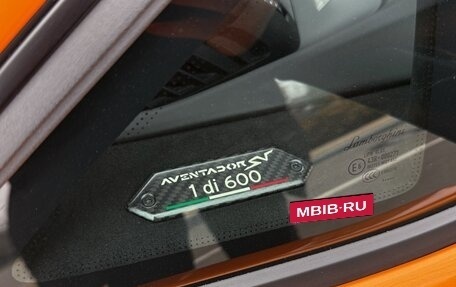 AVENTADOR SV
1 di 600
MBIB-RU
Lamborghini